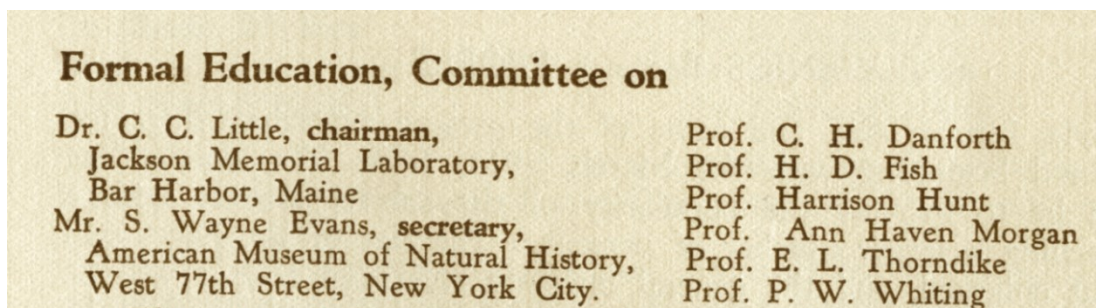 Formal Education, Committee on
Dr. C. C. Little, chairman,
Jackson Memorial Laboratory,
Bar Harbor, Maine
Mr. S. Wayne Evans, secretary,
American Museum of Natural History,
West 77th Street, New York City.
Prof. C. H. Danforth
Prof. H. D. Fish
Prof. Harrison Hunt
Prof. Ann Haven Morgan
Prof. E. L. Thorndike
Prof. P. W. Whiting